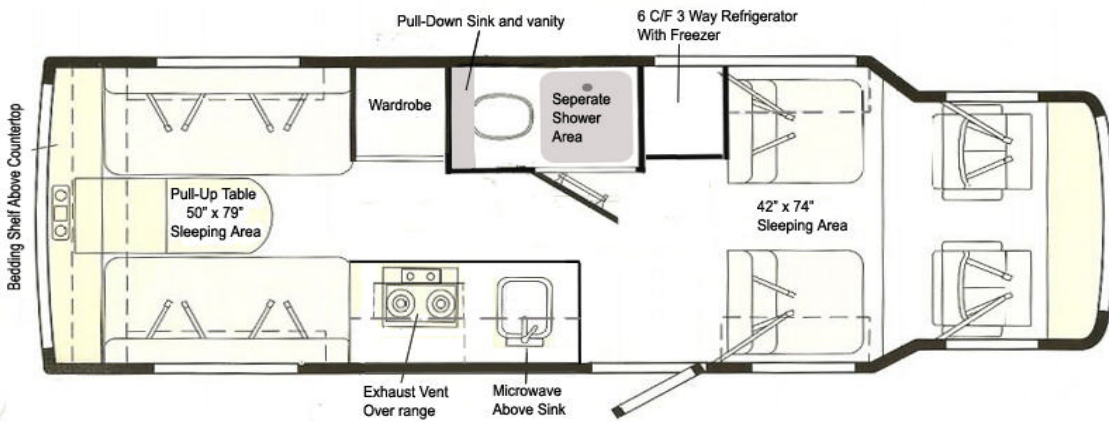 Pull-Down Sink and vanity
6 C/F 3 Way Refrigerator
With Freezer
Bedding Shelf Above Countertop
Wardrobe
Seperate
Shower
Area
Pull-Up Table
50" x 79"
Sleeping Area
42" x 74"
Sleeping Area
Exhaust Vent
Over range
Microwave
Above Sink